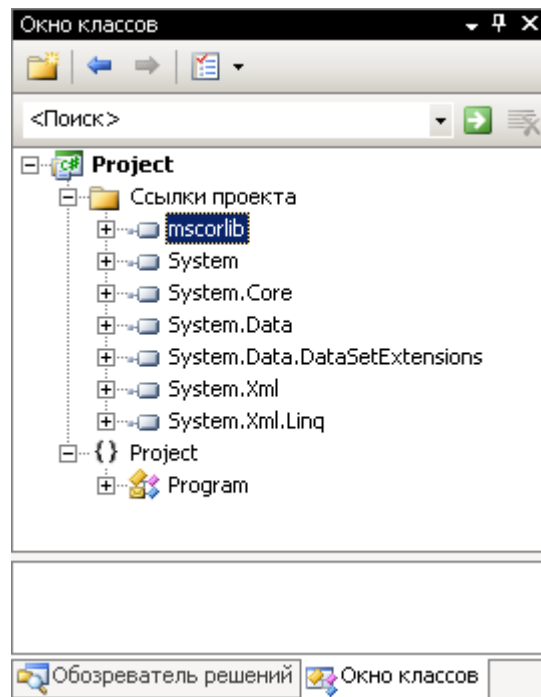 Окно классов
<Поиск>
Project
Ссылки проекта
mscorlib
System
System.Core
System.Data
System.Data.DataSetExtensions
System.Xml
System.Xml.Linq
{} Project
Program
Обозреватель решений Окно классов